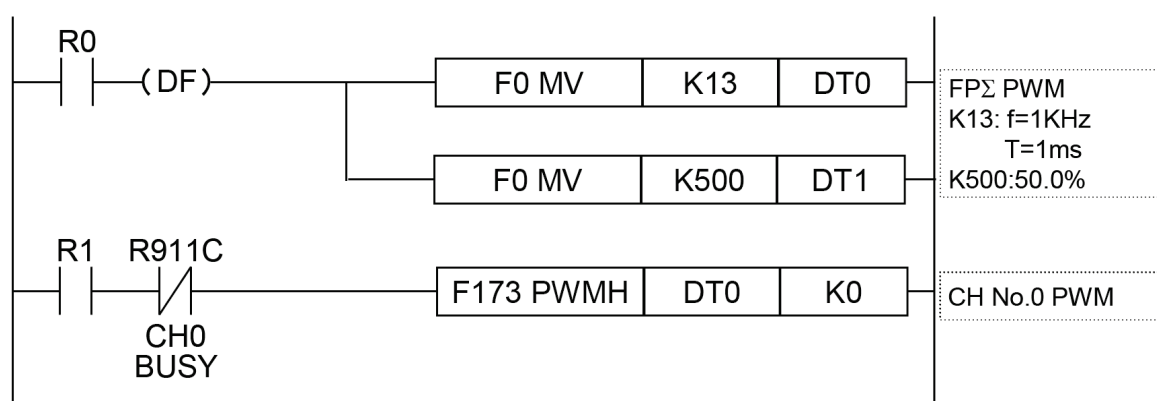 R0
(DF)
F0 MV K13 DT0
FPΣ PWM
K13: f=1KHz
T=1ms
K500:50.0%
F0 MV K500 DT1
R1 R911C
F173 PWMH DT0 K0
CH No.0 PWM
CH0
BUSY